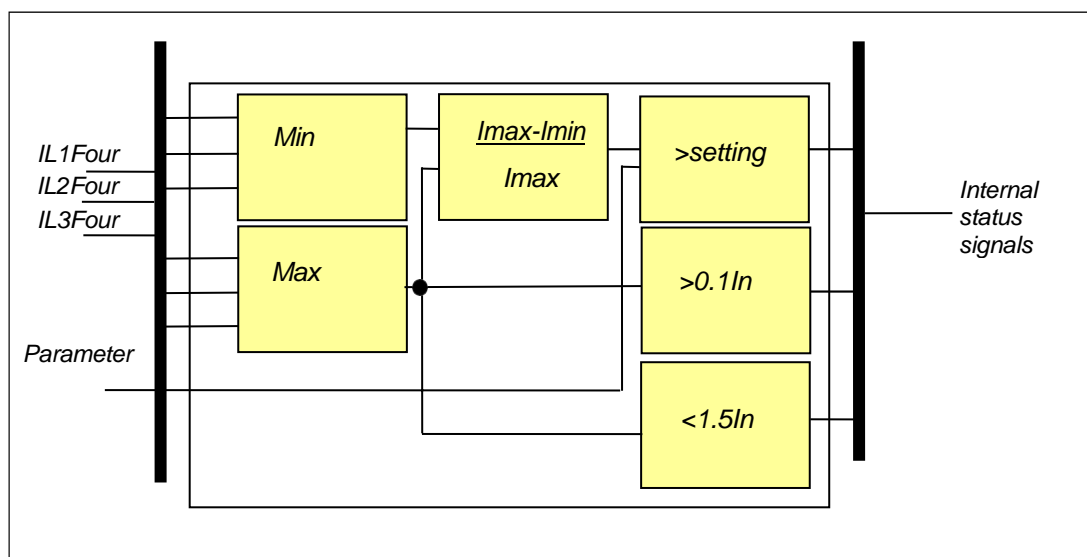 IL1Four
IL2Four
IL3Four
Parameter
Min
Max
Imax-Imin
Imax
>setting
>0.1In
<1.5In
Internal
status
signals